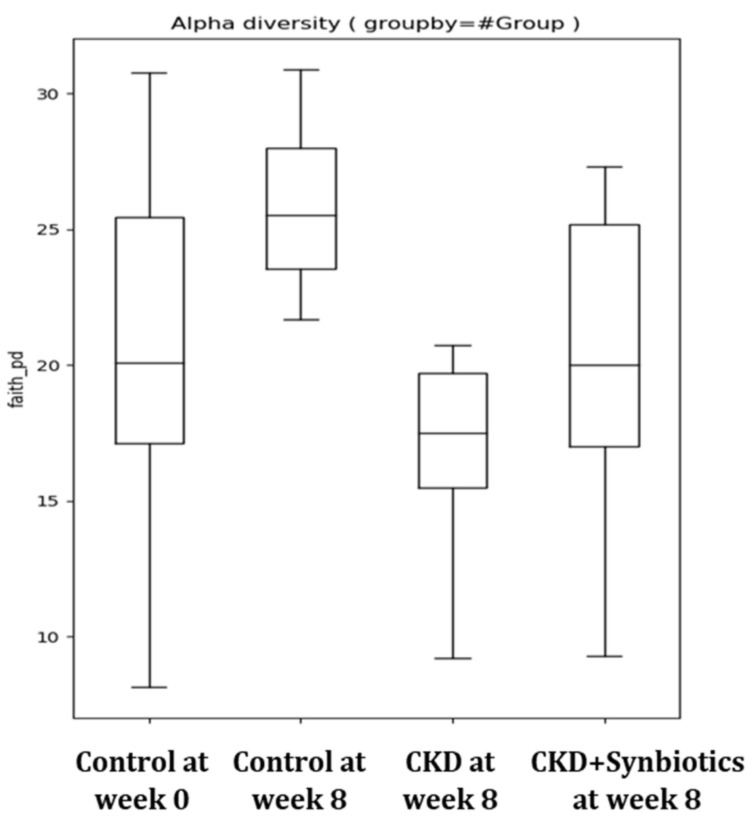 Alpha diversity ( groupby=#Group )
30
25
20
15
10
faith_pd
Control at
week 0
Control at
week 8
CKD at
week 8
CKD+Synbiotics
at week 8